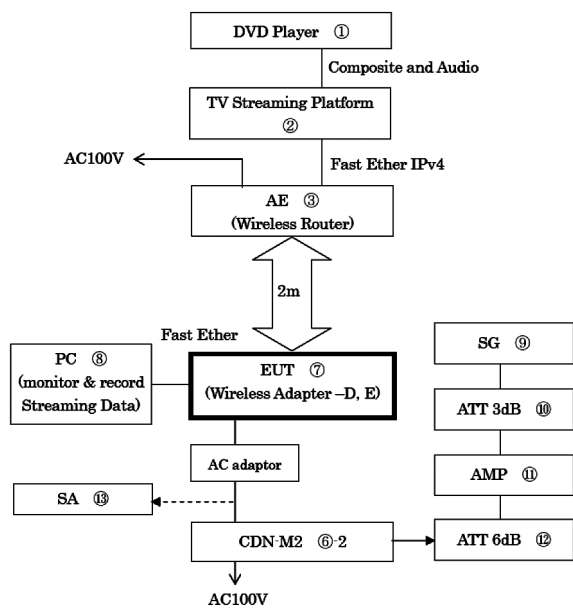 DVD Player ①
Composite and Audio
TV Streaming Platform
②
AC100V
Fast Ether IPv4
AE ③
(Wireless Router)
2m
Fast Ether
PC ⑧
(monitor & record
Streaming Data)
EUT ⑦
(Wireless Adapter –D, E)
SG ⑨
ATT 3dB ⑩
AMP ⑪
ATT 6dB ⑫
AC adaptor
SA ⑬
CDN-M2 ⑥-2
AC100V